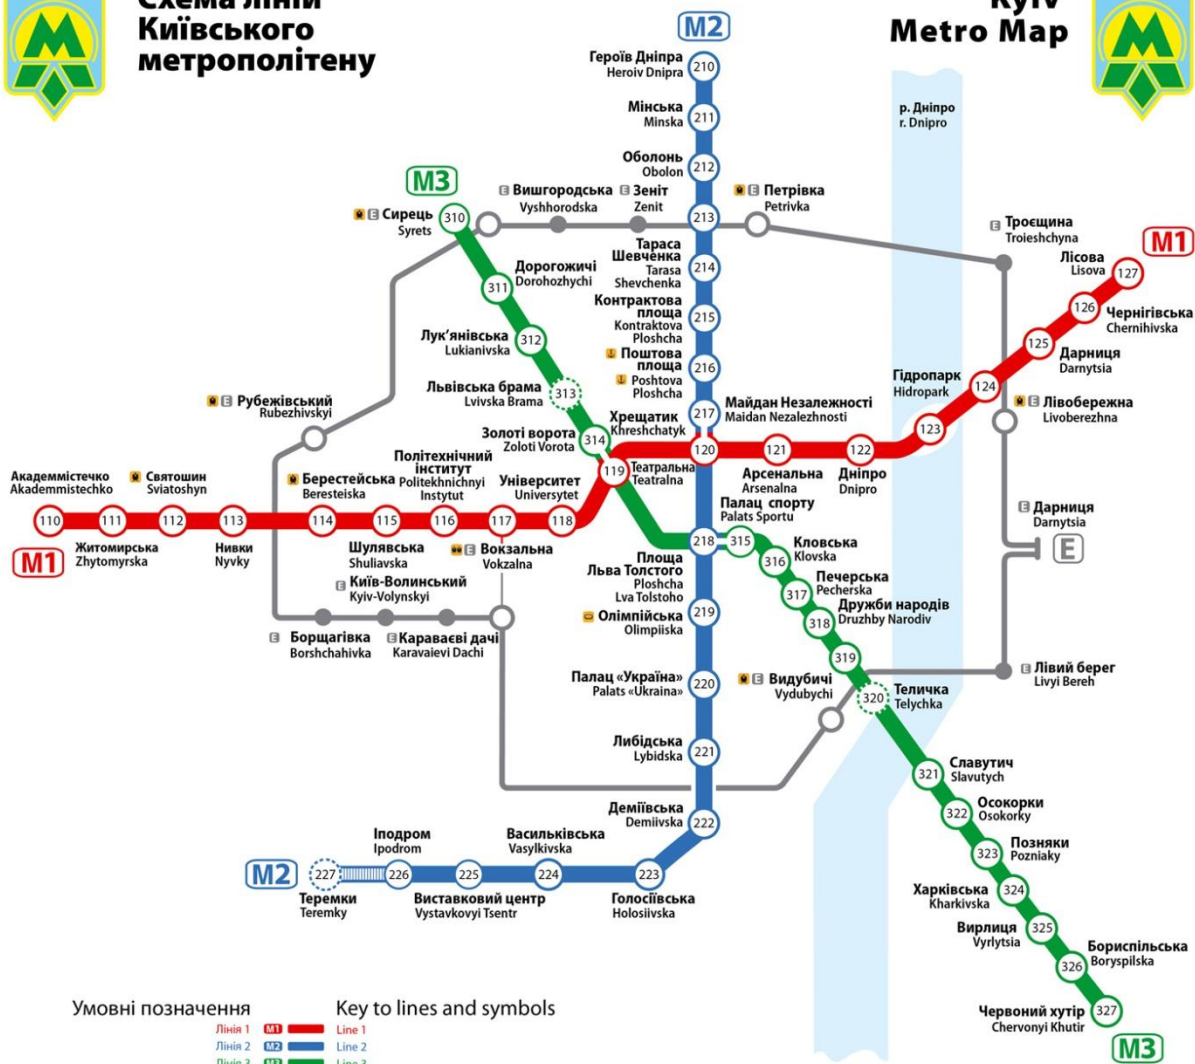 Схема ліній
Київського
метрополітену
Kyiv
Metro Map
M2
Героїв Дніпра
Heroiv Dnipra
210
Мінська
Minska
211
Оболонь
Obolon
212
р. Дніпро
r. Dnipro
M3
310
E Сирець
Syrets
E Вишгородська
Vyshhorodska
E Зеніт
Zenit
213
E Петрівка
Petrivka
E Троєщина
Troieshchyna
M1
Лісова
Lisova
127
Тараса
Шевченка
Tarasa
Shevchenka
214
311
Дорогожичі
Dorohozhychi
126
Чернігівська
Chernihivska
Контрактова
площа
Kontraktova
Ploshcha
215
Лук'янівська
Lukianivska
312
125
Дарниця
Darnytsia
Поштова
площа
Poshtova
Ploshcha
216
Гідропарк
Hidropark
124
123
E Лівобережна
Livoberezhna
Львівська брама
Lvivska Brama
313
E Рубежівський
Rubezhivskyi
Хрещатик
Khreshchatyk
217
Майдан Незалежності
Maidan Nezalezhnosti
Золоті ворота
Zoloti Vorota
314
119
Театральна
Teatralna
120
121
Арсенальна
Arsenalna
122
Дніпро
Dnipro
Академмістечко
Akademmistechko
Святошин
Sviatoshyn
Берестейська
Beresteiska
Політехнічний
інститут
Politekhnichnyi
Instytut
Університет
Universytet
110
111
112
113
114
115
116
117
118
M1
Житомирська
Zhytomyrska
Нивки
Nyvky
Шулявська
Shuliavska
E Вокзальна
Vokzalna
Палац спорту
Palats Sportu
218
315
Площа
Льва Толстого
Ploshcha
Lva Tolstoho
316
Кловська
Klovska
E Дарниця
Darnytsia
E
E Київ-Волинський
Kyiv-Volynskyi
317
Печерська
Pecherska
318
Дружби народів
Druzhby Narodiv
Олімпійська
Olimpiiska
219
E Борщагівка
Borshchahivka
E Караваєві дачі
Karavaievi Dachi
319
E Видубичі
Vydubychi
E Лівий берег
Livyi Bereh
Палац «Україна»
Palats «Ukraina»
220
320
Теличка
Telychka
Либідська
Lybidska
221
321
Славутич
Slavutych
Деміївська
Demiivska
222
322
Осокорки
Osokorky
Іподром
Ipodrom
Васильківська
Vasylkivska
323
Позняки
Pozniaky
M2
227
226
225
224
223
Теремки
Teremky
Виставковий центр
Vystavkovyi Tsentr
Голосіївська
Holosiivska
Харківська
Kharkivska
324
Вирлиця
Vyrlytsia
325
326
Бориспільська
Boryspilska
Червоний хутір
Chervonyi Khutir
327
M3
Умовні позначення
Key to lines and symbols
Лінія 1 M1 Line 1
Лінія 2 M2 Line 2
Лінія 3 M3 Line 3